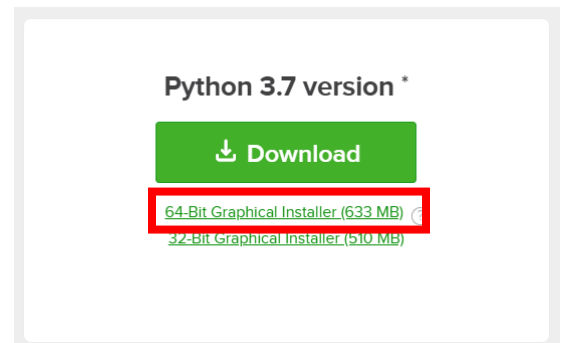 Python 3.7 version *
Download
64-Bit Graphical Installer (633 MB) ?
32-Bit Graphical Installer (510 MB)